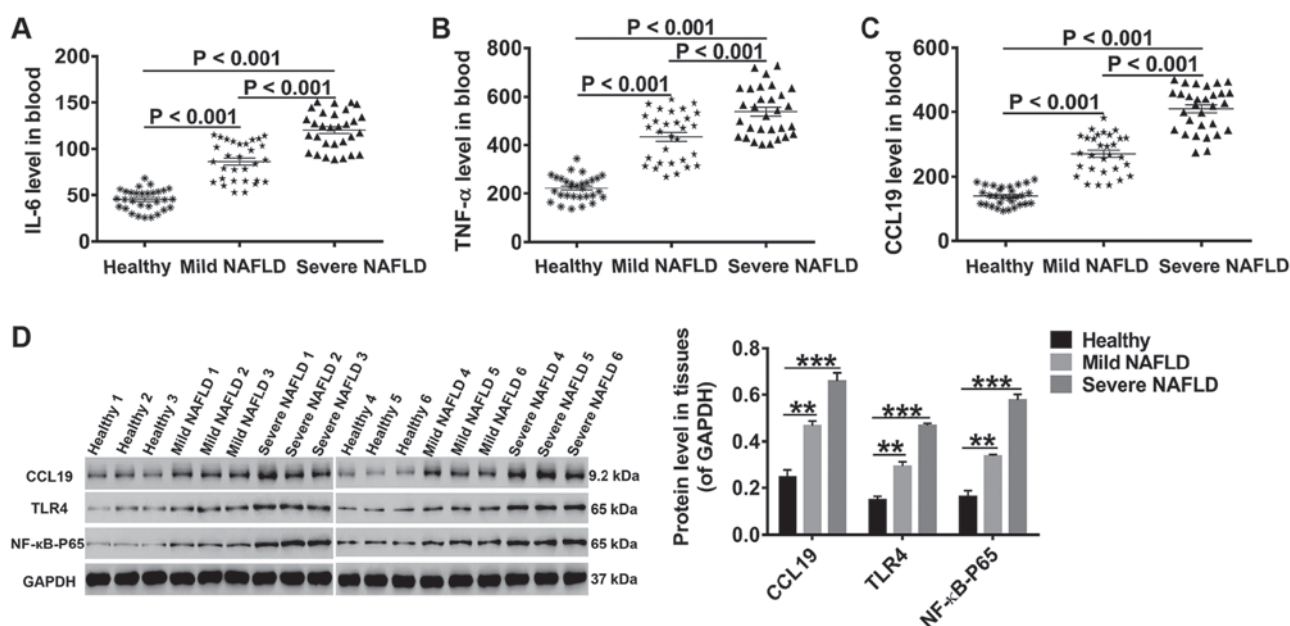 A
IL-6 level in blood
200
150
100
50
0
P < 0.001
P < 0.001
P < 0.001
Healthy Mild NAFLD Severe NAFLD
B
TNF-α level in blood
800
600
400
200
0
P < 0.001
P < 0.001
P < 0.001
Healthy Mild NAFLD Severe NAFLD
C
CCL19 level in blood
600
400
200
0
P < 0.001
P < 0.001
P < 0.001
Healthy Mild NAFLD Severe NAFLD
D
Healthy 1
Healthy 2
Healthy 3
Mild NAFLD 1
Mild NAFLD 2
Mild NAFLD 3
Severe NAFLD 1
Severe NAFLD 2
Severe NAFLD 3
Healthy 4
Healthy 5
Healthy 6
Mild NAFLD 4
Mild NAFLD 5
Mild NAFLD 6
Severe NAFLD 4
Severe NAFLD 5
Severe NAFLD 6
CCL19 9.2 kDa
TLR4 65 kDa
NF-κB-P65 65 kDa
GAPDH 37 kDa
Protein level in tissues
(of GAPDH)
0.8
0.6
0.4
0.2
0.0
***
**
***
**
***
**
CCL19
TLR4
NF-κB-P65
Healthy
Mild NAFLD
Severe NAFLD